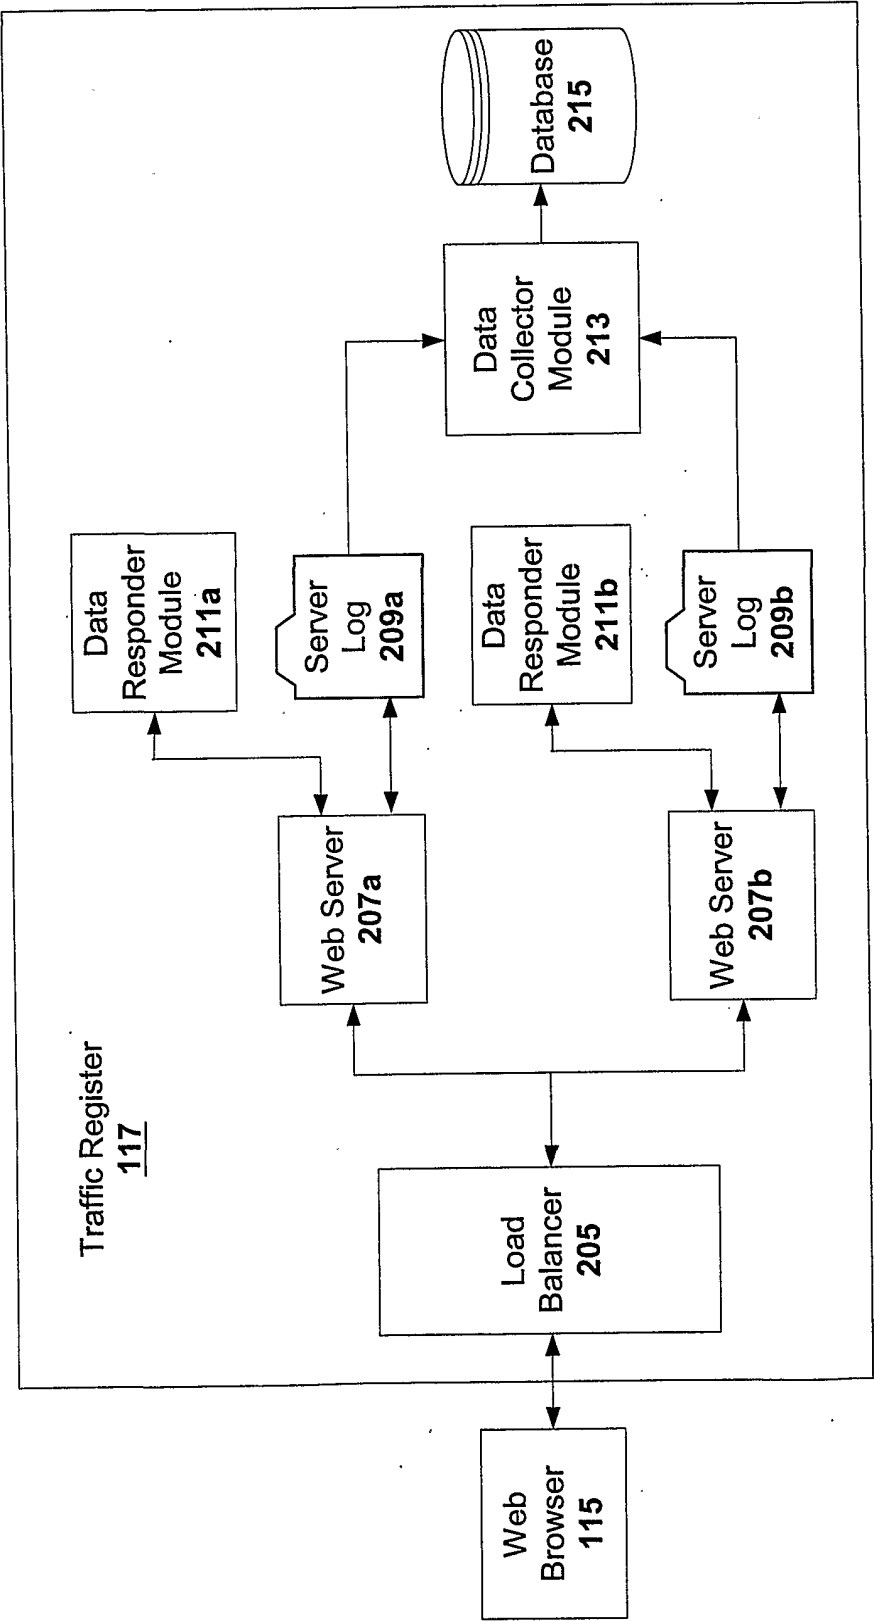 Traffic Register
117
Web
Browser
115
Load
Balancer
205
Web Server
207a
Web Server
207b
Data
Responder
Module
211a
Server
Log
209a
Data
Responder
Module
211b
Server
Log
209b
Data
Collector
Module
213
Database
215